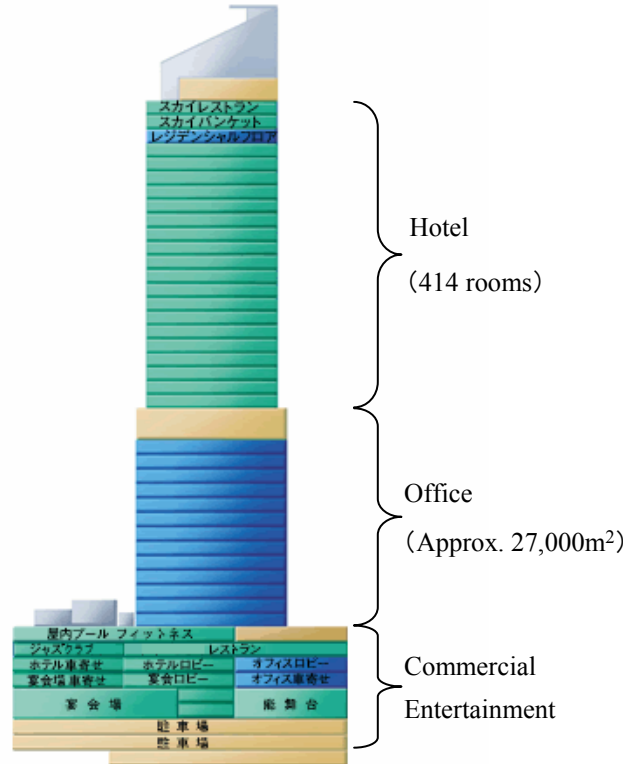 スカイレストラン
スカイバンケット
レジデンシャルフロア
Hotel
（414 rooms）
Office
（Approx. 27,000m²）
屋内プール フィットネス
ジャズクラブ レストラン
ホテル車寄せ ホテルロビー オフィスロビー
宴会場車寄せ 宴会ロビー オフィス車寄せ
宴会場 能舞台
駐車場
駐車場
Commercial
Entertainment